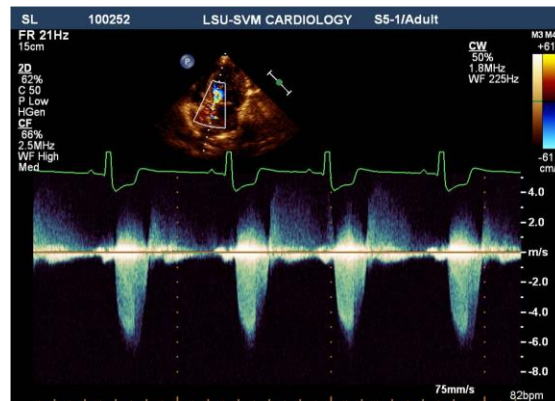 SL 100252 LSU-SVM CARDIOLOGY S5-1/Adult
FR 21Hz
15cm
2D
62%
C 50
P Low
HGen
CF
66%
2.5MHz
WF High
Med
P
CW
50%
1.8MHz
WF 225Hz
M3 M4
+61
-61
cm/
4.0
2.0
m/s
-2.0
-4.0
-6.0
-8.0
75mm/s
82bpm